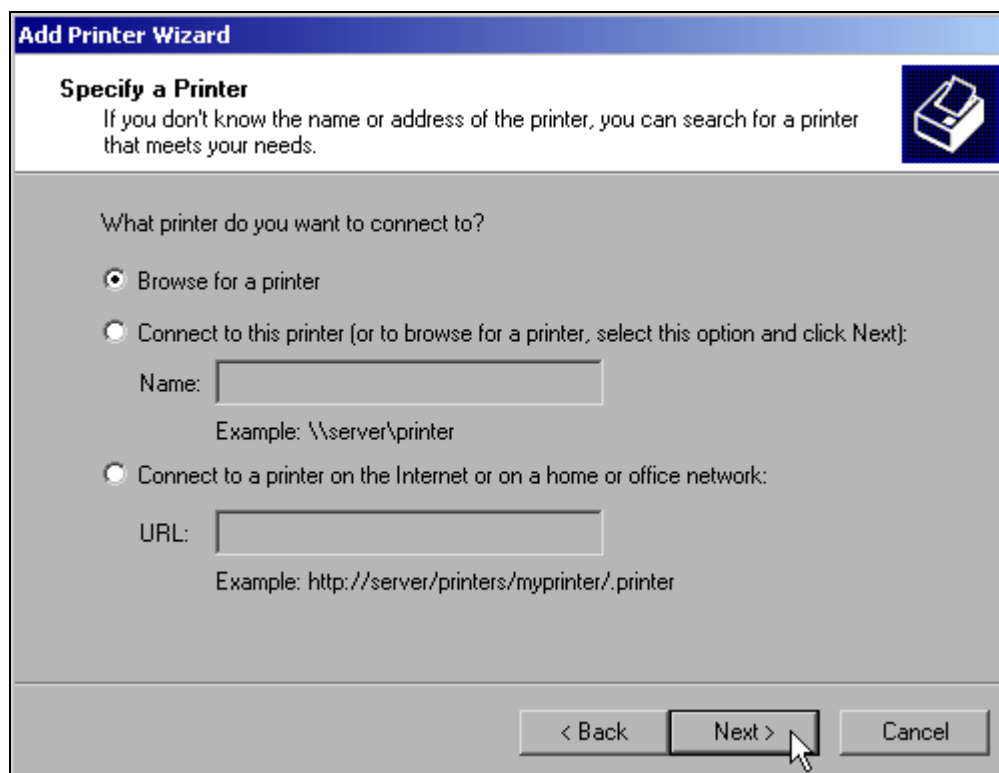 Add Printer Wizard
Specify a Printer
If you don't know the name or address of the printer, you can search for a printer
that meets your needs.
What printer do you want to connect to?
Browse for a printer
Connect to this printer (or to browse for a printer, select this option and click Next):
Name:
Example: \\server\printer
Connect to a printer on the Internet or on a home or office network:
URL:
Example: http://server/printers/myprinter/.printer
< Back Next > Cancel